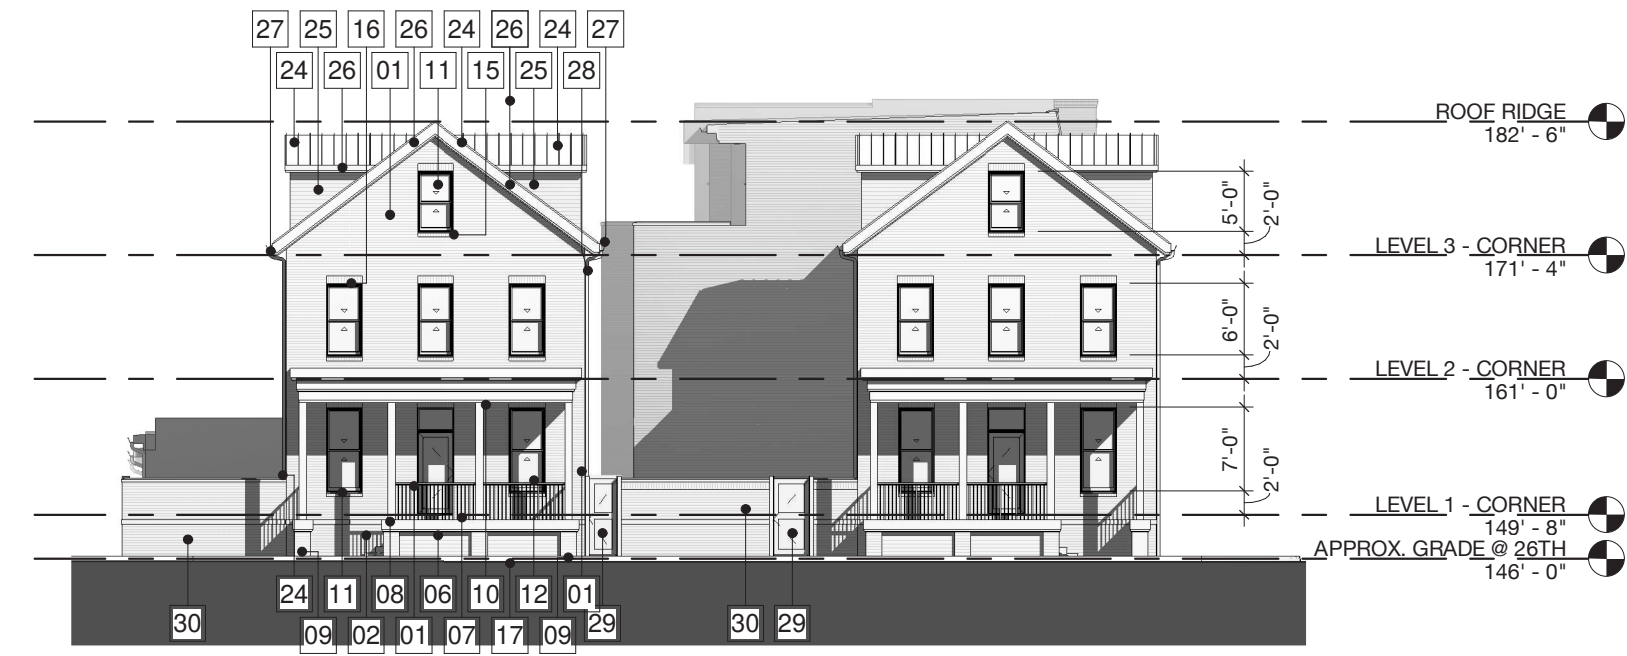 27 25 16 26 24 26 24 27
24 26 01 11 15 25 28
ROOF RIDGE
182' - 6"
5'-0"
2'-0"
LEVEL 3 - CORNER
171' - 4"
6'-0"
2'-0"
LEVEL 2 - CORNER
161' - 0"
7'-0"
2'-0"
LEVEL 1 - CORNER
149' - 8"
APPROX. GRADE @ 26TH
146' - 0"
24 11 08 06 10 12 01
30 09 02 01 07 17 09 29 30 29